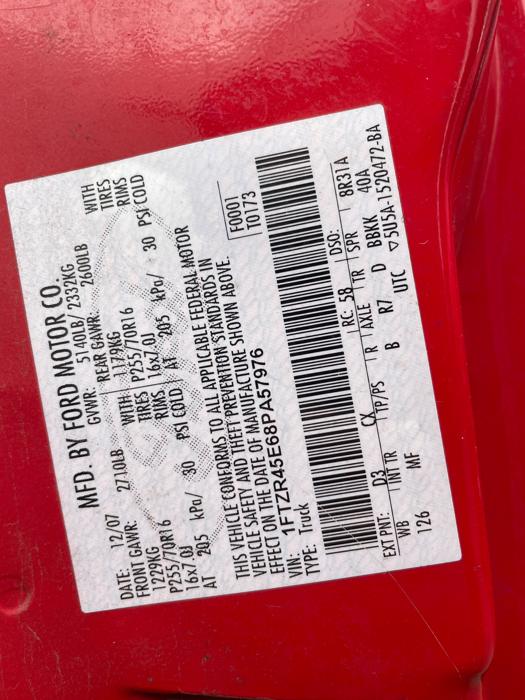 MFD. BY FORD MOTOR CO.
DATE: 12/07 GVWR: 5140LB/ 2332KG
FRONT GAWR: 2710LB REAR GAWR: 2600LB
1229KG WITH 1179KG WITH
P255/70R16 TIRES P255/70R16 TIRES
16x7.0J RIMS 16x7.0J RIMS
AT 205 kPa/ 30 PSI COLD AT 205 kPa/ 30 PSI COLD
THIS VEHICLE CONFORMS TO ALL APPLICABLE FEDERAL MOTOR
VEHICLE SAFETY AND THEFT PREVENTION STANDARDS IN
EFFECT ON THE DATE OF MANUFACTURE SHOWN ABOVE.
VIN: 1FTZR45E68PA57976 F0001
TYPE: Truck T0173
EXT PNT: D3 CX RC: 58 DSO:
WB INT TR TP/PS R AXLE TR SPR 8R31A
126 MF B R7 D BBKK 40A
UTC ▽5U5A-1520472-BA